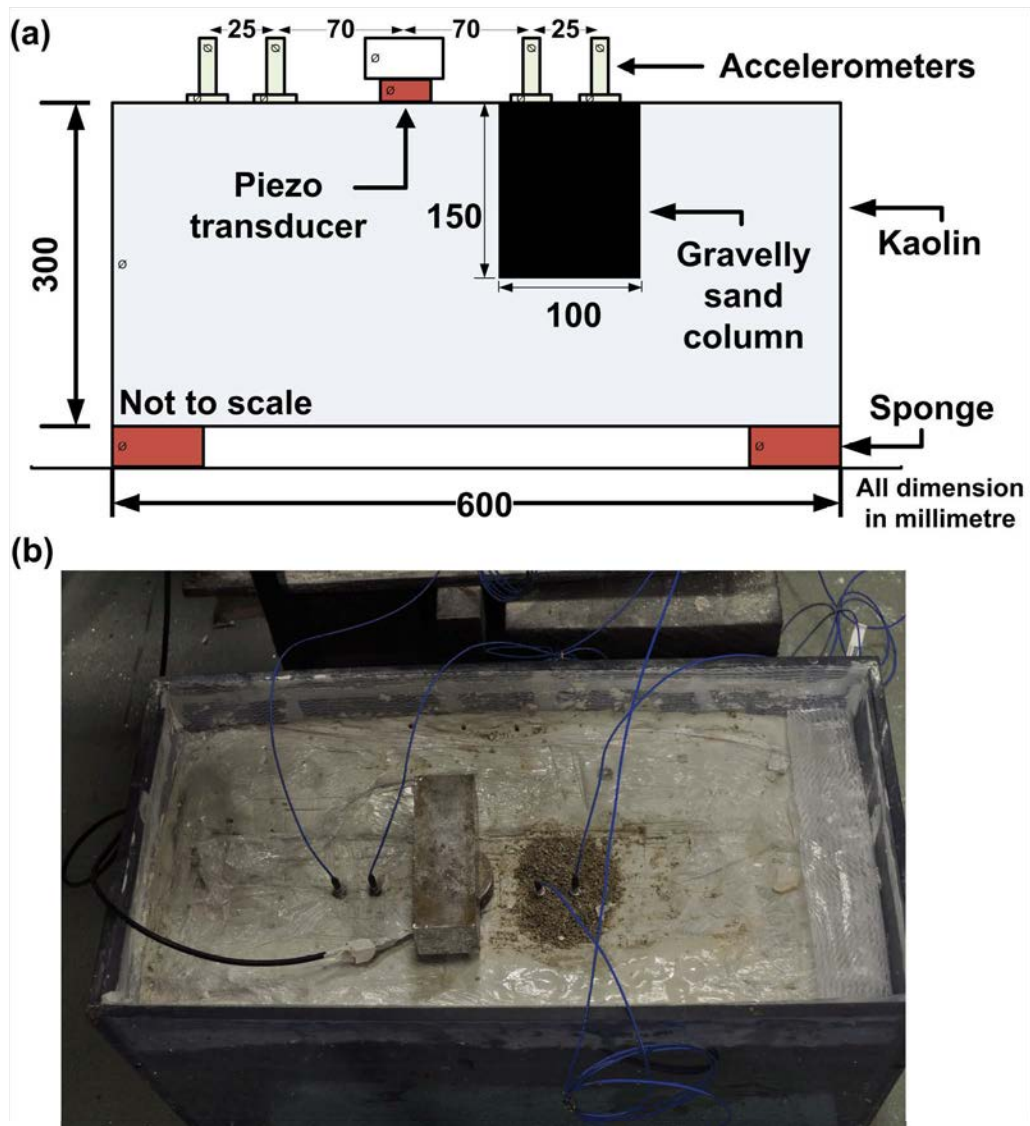 (a)
25 70 70 25
Accelerometers
Piezo
transducer
150
300
Kaolin
Gravelly
sand
column
100
Not to scale
Sponge
600
All dimension
in millimetre
(b)